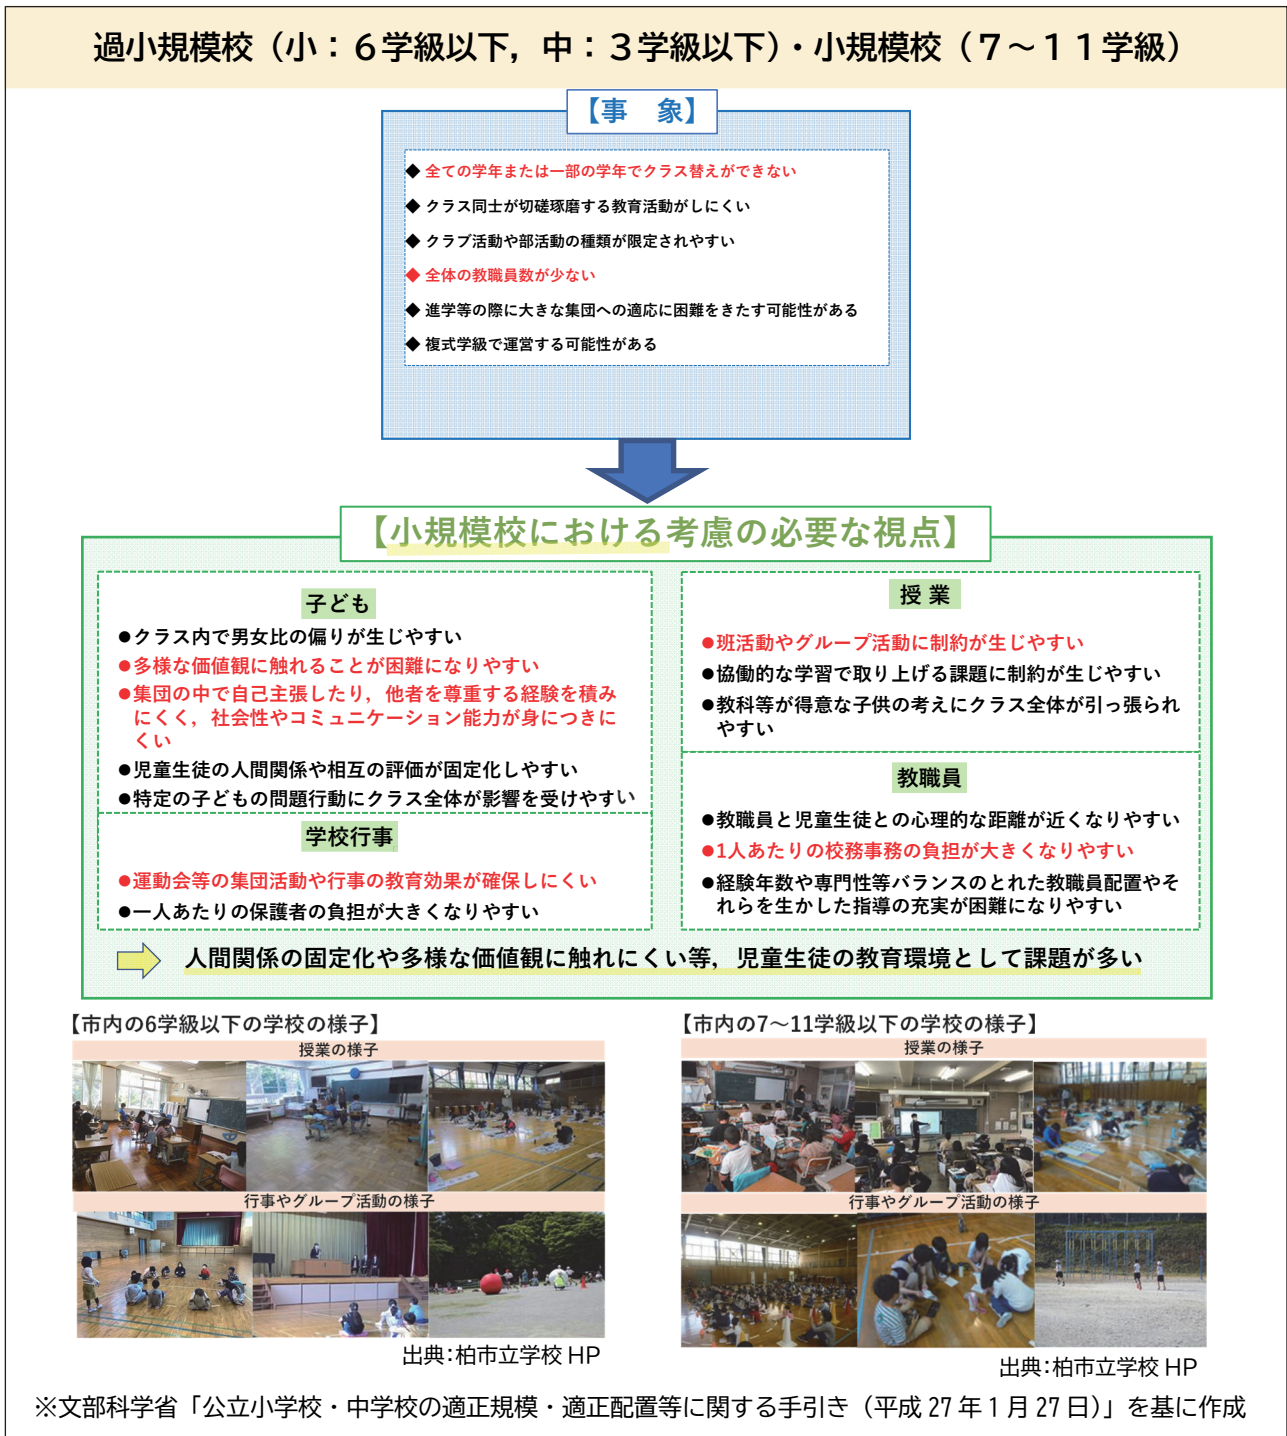 過小規模校（小：６学級以下，中：３学級以下）・小規模校（７～１１学級）
【事　象】
◆ 全ての学年または一部の学年でクラス替えができない
◆ クラス同士が切磋琢磨する教育活動がしにくい
◆ クラブ活動や部活動の種類が限定されやすい
◆ 全体の教職員数が少ない
◆ 進学等の際に大きな集団への適応に困難をきたす可能性がある
◆ 複式学級で運営する可能性がある
【小規模校における考慮の必要な視点】
子ども
●クラス内で男女比の偏りが生じやすい
●多様な価値観に触れることが困難になりやすい
●集団の中で自己主張したり，他者を尊重する経験を積み
にくく，社会性やコミュニケーション能力が身につきに
くい
●児童生徒の人間関係や相互の評価が固定化しやすい
●特定の子どもの問題行動にクラス全体が影響を受けやすい
学校行事
●運動会等の集団活動や行事の教育効果が確保しにくい
●一人あたりの保護者の負担が大きくなりやすい
授 業
●班活動やグループ活動に制約が生じやすい
●協働的な学習で取り上げる課題に制約が生じやすい
●教科等が得意な子供の考えにクラス全体が引っ張られ
やすい
教職員
●教職員と児童生徒との心理的な距離が近くなりやすい
●1人あたりの校務事務の負担が大きくなりやすい
●経験年数や専門性等バランスのとれた教職員配置やそ
れらを生かした指導の充実が困難になりやすい
人間関係の固定化や多様な価値観に触れにくい等，児童生徒の教育環境として課題が多い
【市内の6学級以下の学校の様子】
授業の様子
行事やグループ活動の様子
出典：柏市立学校 HP
【市内の7～11学級以下の学校の様子】
授業の様子
行事やグループ活動の様子
出典：柏市立学校 HP
※文部科学省「公立小学校・中学校の適正規模・適正配置等に関する手引き（平成 27 年 1 月 27 日）」を基に作成